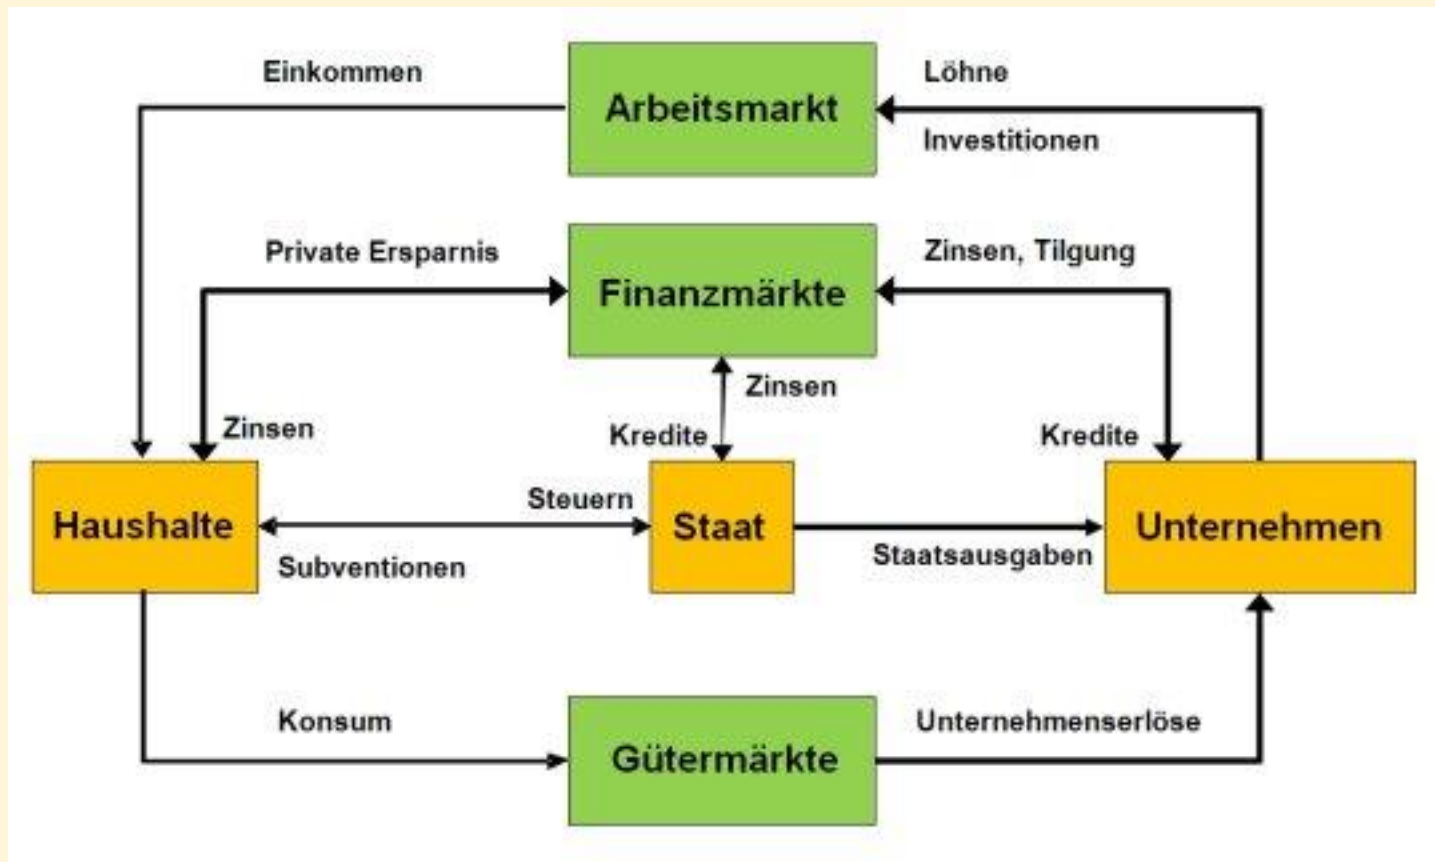 Einkommen
Arbeitsmarkt
Löhne
Investitionen
Private Ersparnis
Finanzmärkte
Zinsen, Tilgung
Zinsen
Zinsen
Kredite
Kredite
Haushalte
Steuern
Subventionen
Staat
Staatsausgaben
Unternehmen
Konsum
Gütermärkte
Unternehmenserlöse